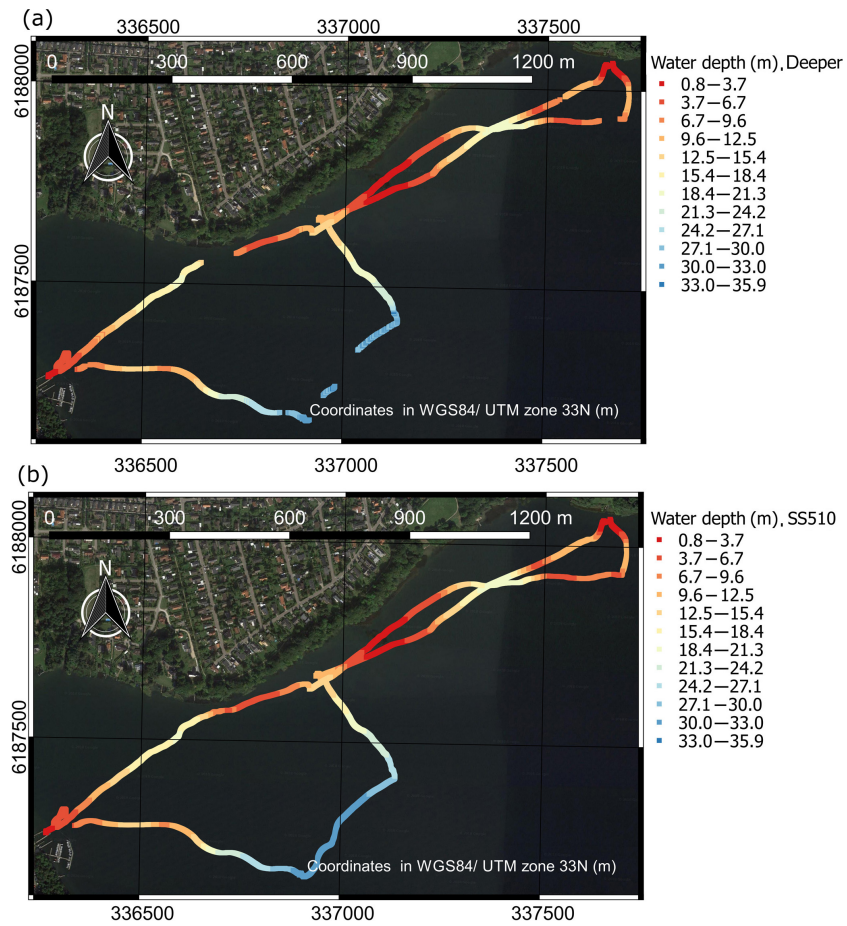 (a)
336500 337000 337500
0 300 600 900 1200 m
N
6188000
6187500
Coordinates in WGS84/ UTM zone 33N (m)
336500 337000 337500
Water depth (m), Deeper
0.8—3.7
3.7—6.7
6.7—9.6
9.6—12.5
12.5—15.4
15.4—18.4
18.4—21.3
21.3—24.2
24.2—27.1
27.1—30.0
30.0—33.0
33.0—35.9
(b)
0 300 600 900 1200 m
N
6188000
6187500
Coordinates in WGS84/ UTM zone 33N (m)
336500 337000 337500
Water depth (m), SS510
0.8—3.7
3.7—6.7
6.7—9.6
9.6—12.5
12.5—15.4
15.4—18.4
18.4—21.3
21.3—24.2
24.2—27.1
27.1—30.0
30.0—33.0
33.0—35.9